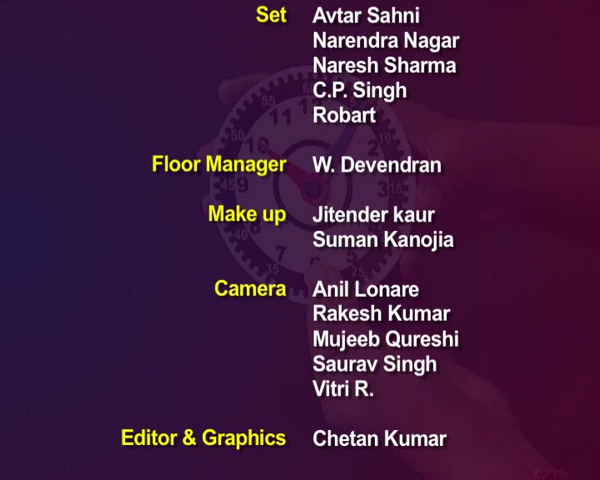 Set Avtar Sahni
Narendra Nagar
Naresh Sharma
C.P. Singh
Robart
Floor Manager W. Devendran
Make up Jitender kaur
Suman Kanojia
Camera Anil Lonare
Rakesh Kumar
Mujeeb Qureshi
Saurav Singh
Vitri R.
Editor & Graphics Chetan Kumar